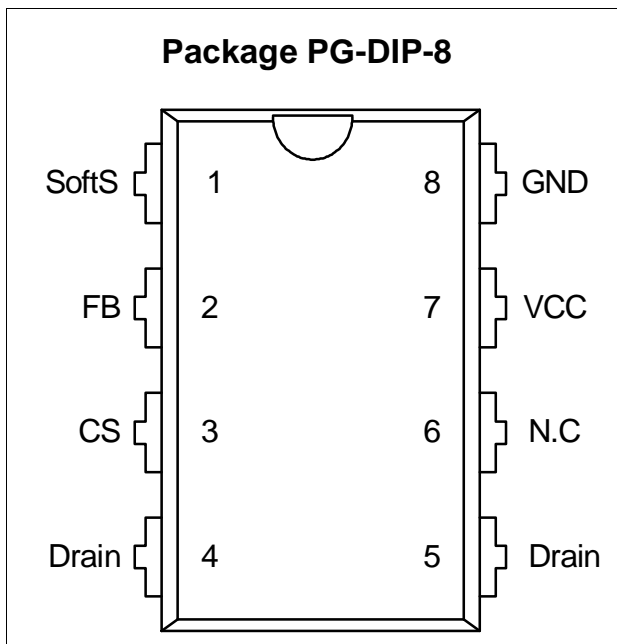 Package PG-DIP-8
SoftS 1 8 GND
FB 2 7 VCC
CS 3 6 N.C
Drain 4 5 Drain